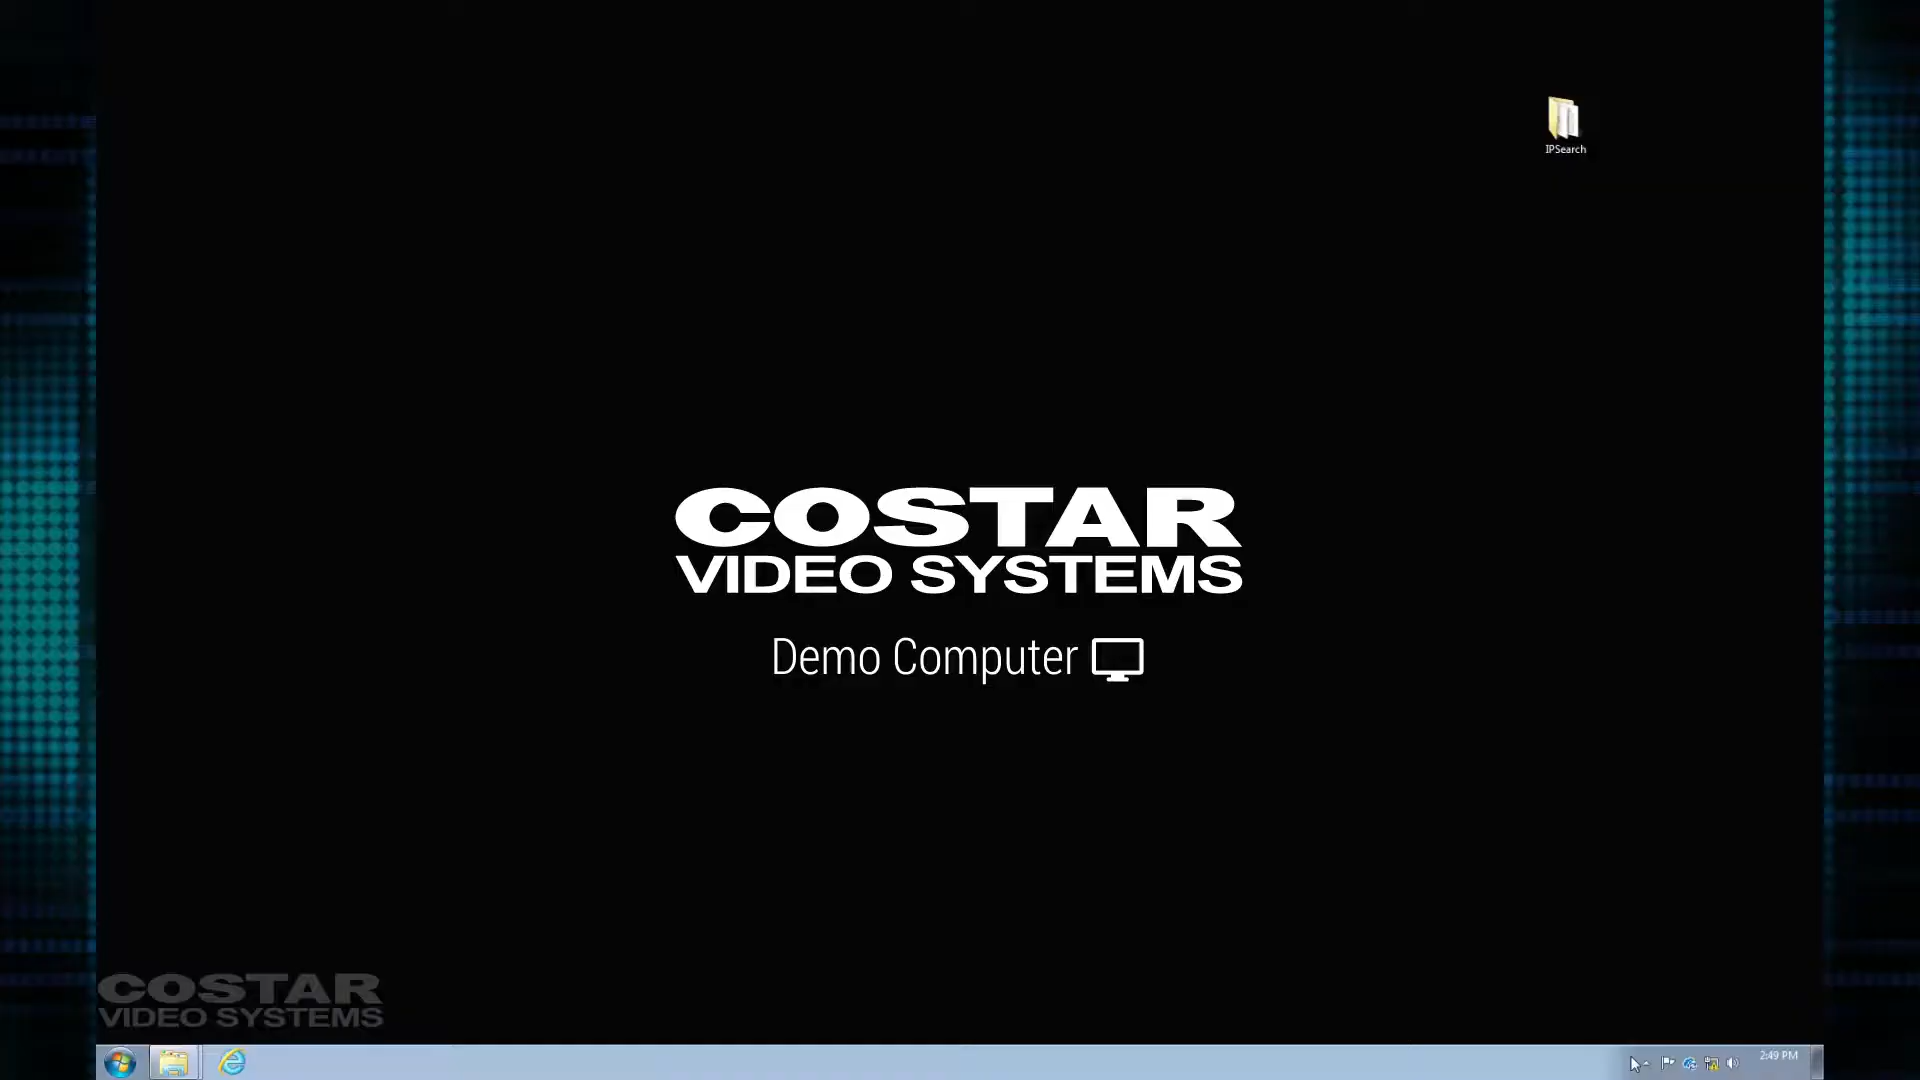 IPSearch
COSTAR
VIDEO SYSTEMS
Demo Computer
COSTAR
VIDEO SYSTEMS
2:49 PM